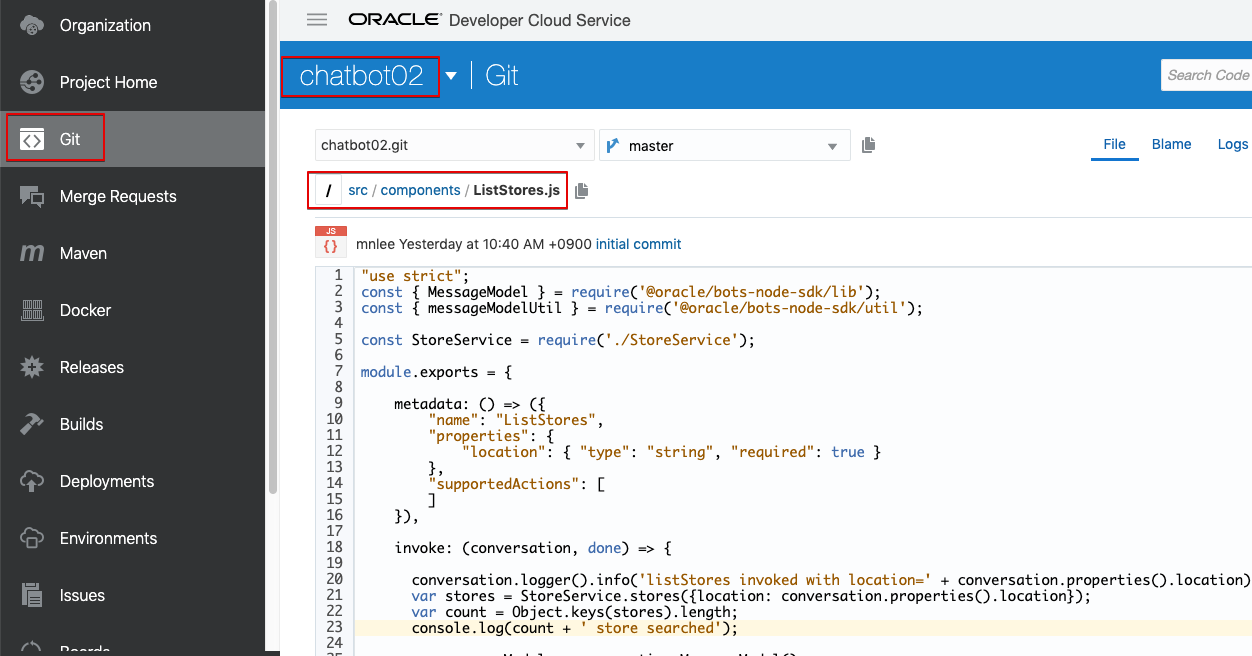 Organization
Project Home
Git
Merge Requests
Maven
Docker
Releases
Builds
Deployments
Environments
Issues
Boards
ORACLE® Developer Cloud Service
chatbot02 Git
Search Code
chatbot02.git master
File Blame Logs
/ src / components / ListStores.js
JS
{}
mnlee Yesterday at 10:40 AM +0900 initial commit
1 "use strict";
2 const { MessageModel } = require('@oracle/bots-node-sdk/lib');
3 const { messageModelUtil } = require('@oracle/bots-node-sdk/util');
4
5 const StoreService = require('./StoreService');
6
7 module.exports = {
8
9 metadata: () => ({
10 "name": "ListStores",
11 "properties": {
12 "location": { "type": "string", "required": true }
13 },
14 "supportedActions": [
15 ]
16 }),
17
18 invoke: (conversation, done) => {
19
20 conversation.logger().info('listStores invoked with location=' + conversation.properties().location)
21 var stores = StoreService.stores({location: conversation.properties().location});
22 var count = Object.keys(stores).length;
23 console.log(count + ' store searched');
24